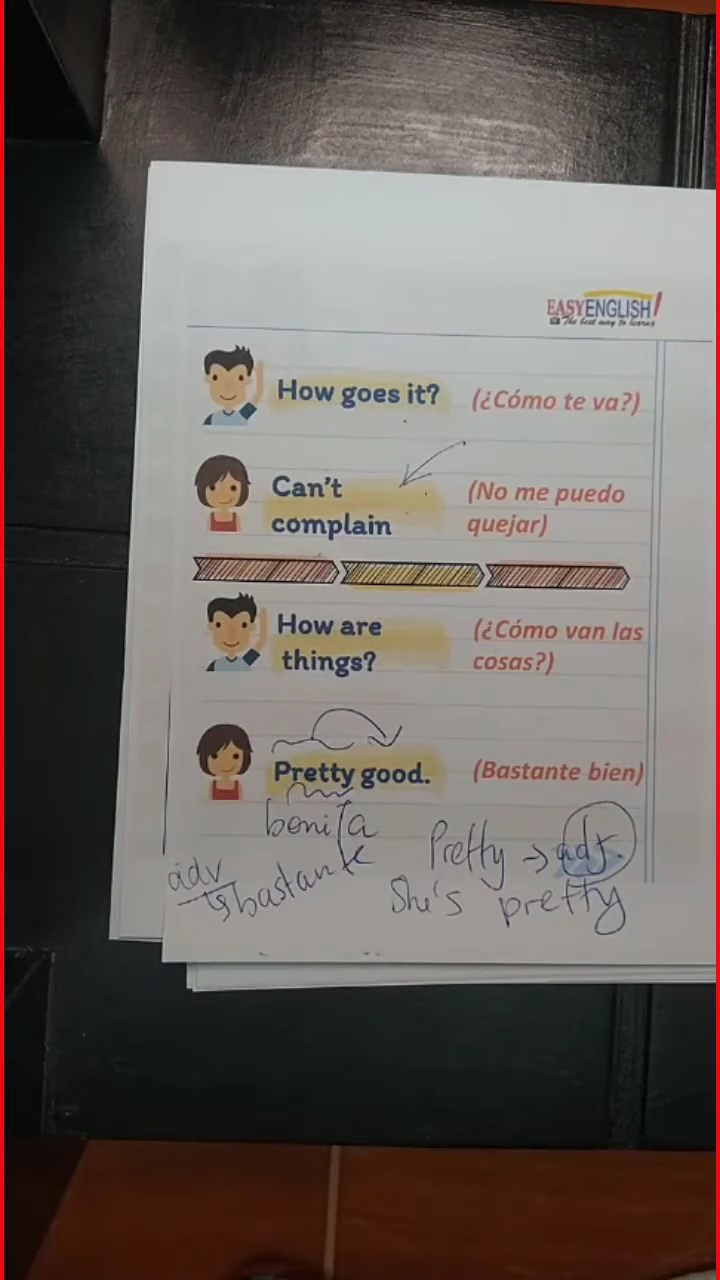 EASYENGLISH!
The best way to learng
How goes it? (¿Cómo te va?)
Can't (No me puedo
complain quejar)
How are (¿Cómo van las
things? cosas?)
Pretty good. (Bastante bien)
bonita
Pretty → adj.
adv
↳ bastante
She's pretty